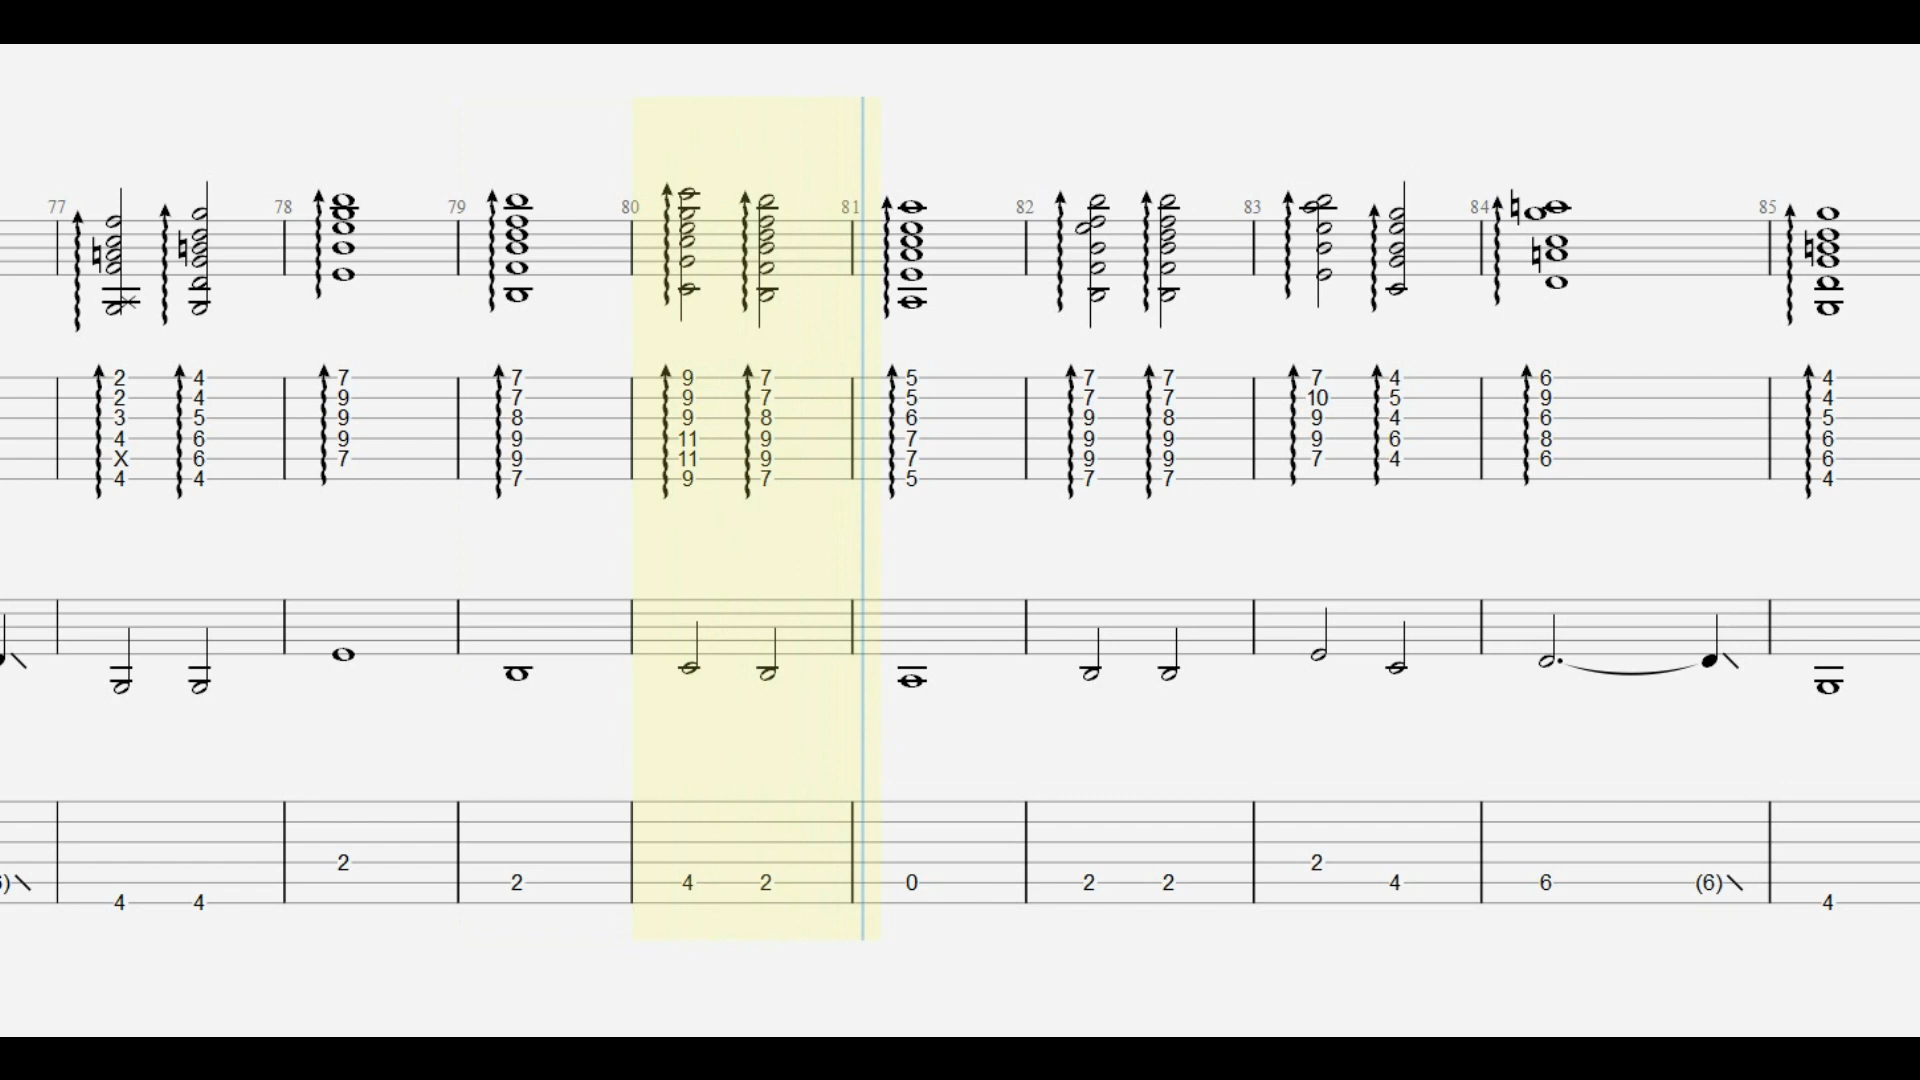 77 78 79 80 81 82 83 84 85
2 4 7 7 9 7 5 7 7 7 4 6 4
2 4 9 7 9 7 5 7 7 10 5 9 4
3 5 9 8 9 8 6 9 8 9 4 6 5
4 6 9 9 11 9 7 9 9 9 6 8 6
X 6 7 9 11 9 7 9 9 7 4 6 6
4 4 7 9 7 5 7 7 4
2 2
6) 2 4 2 0 2 2 4 6 (6)
4 4 4